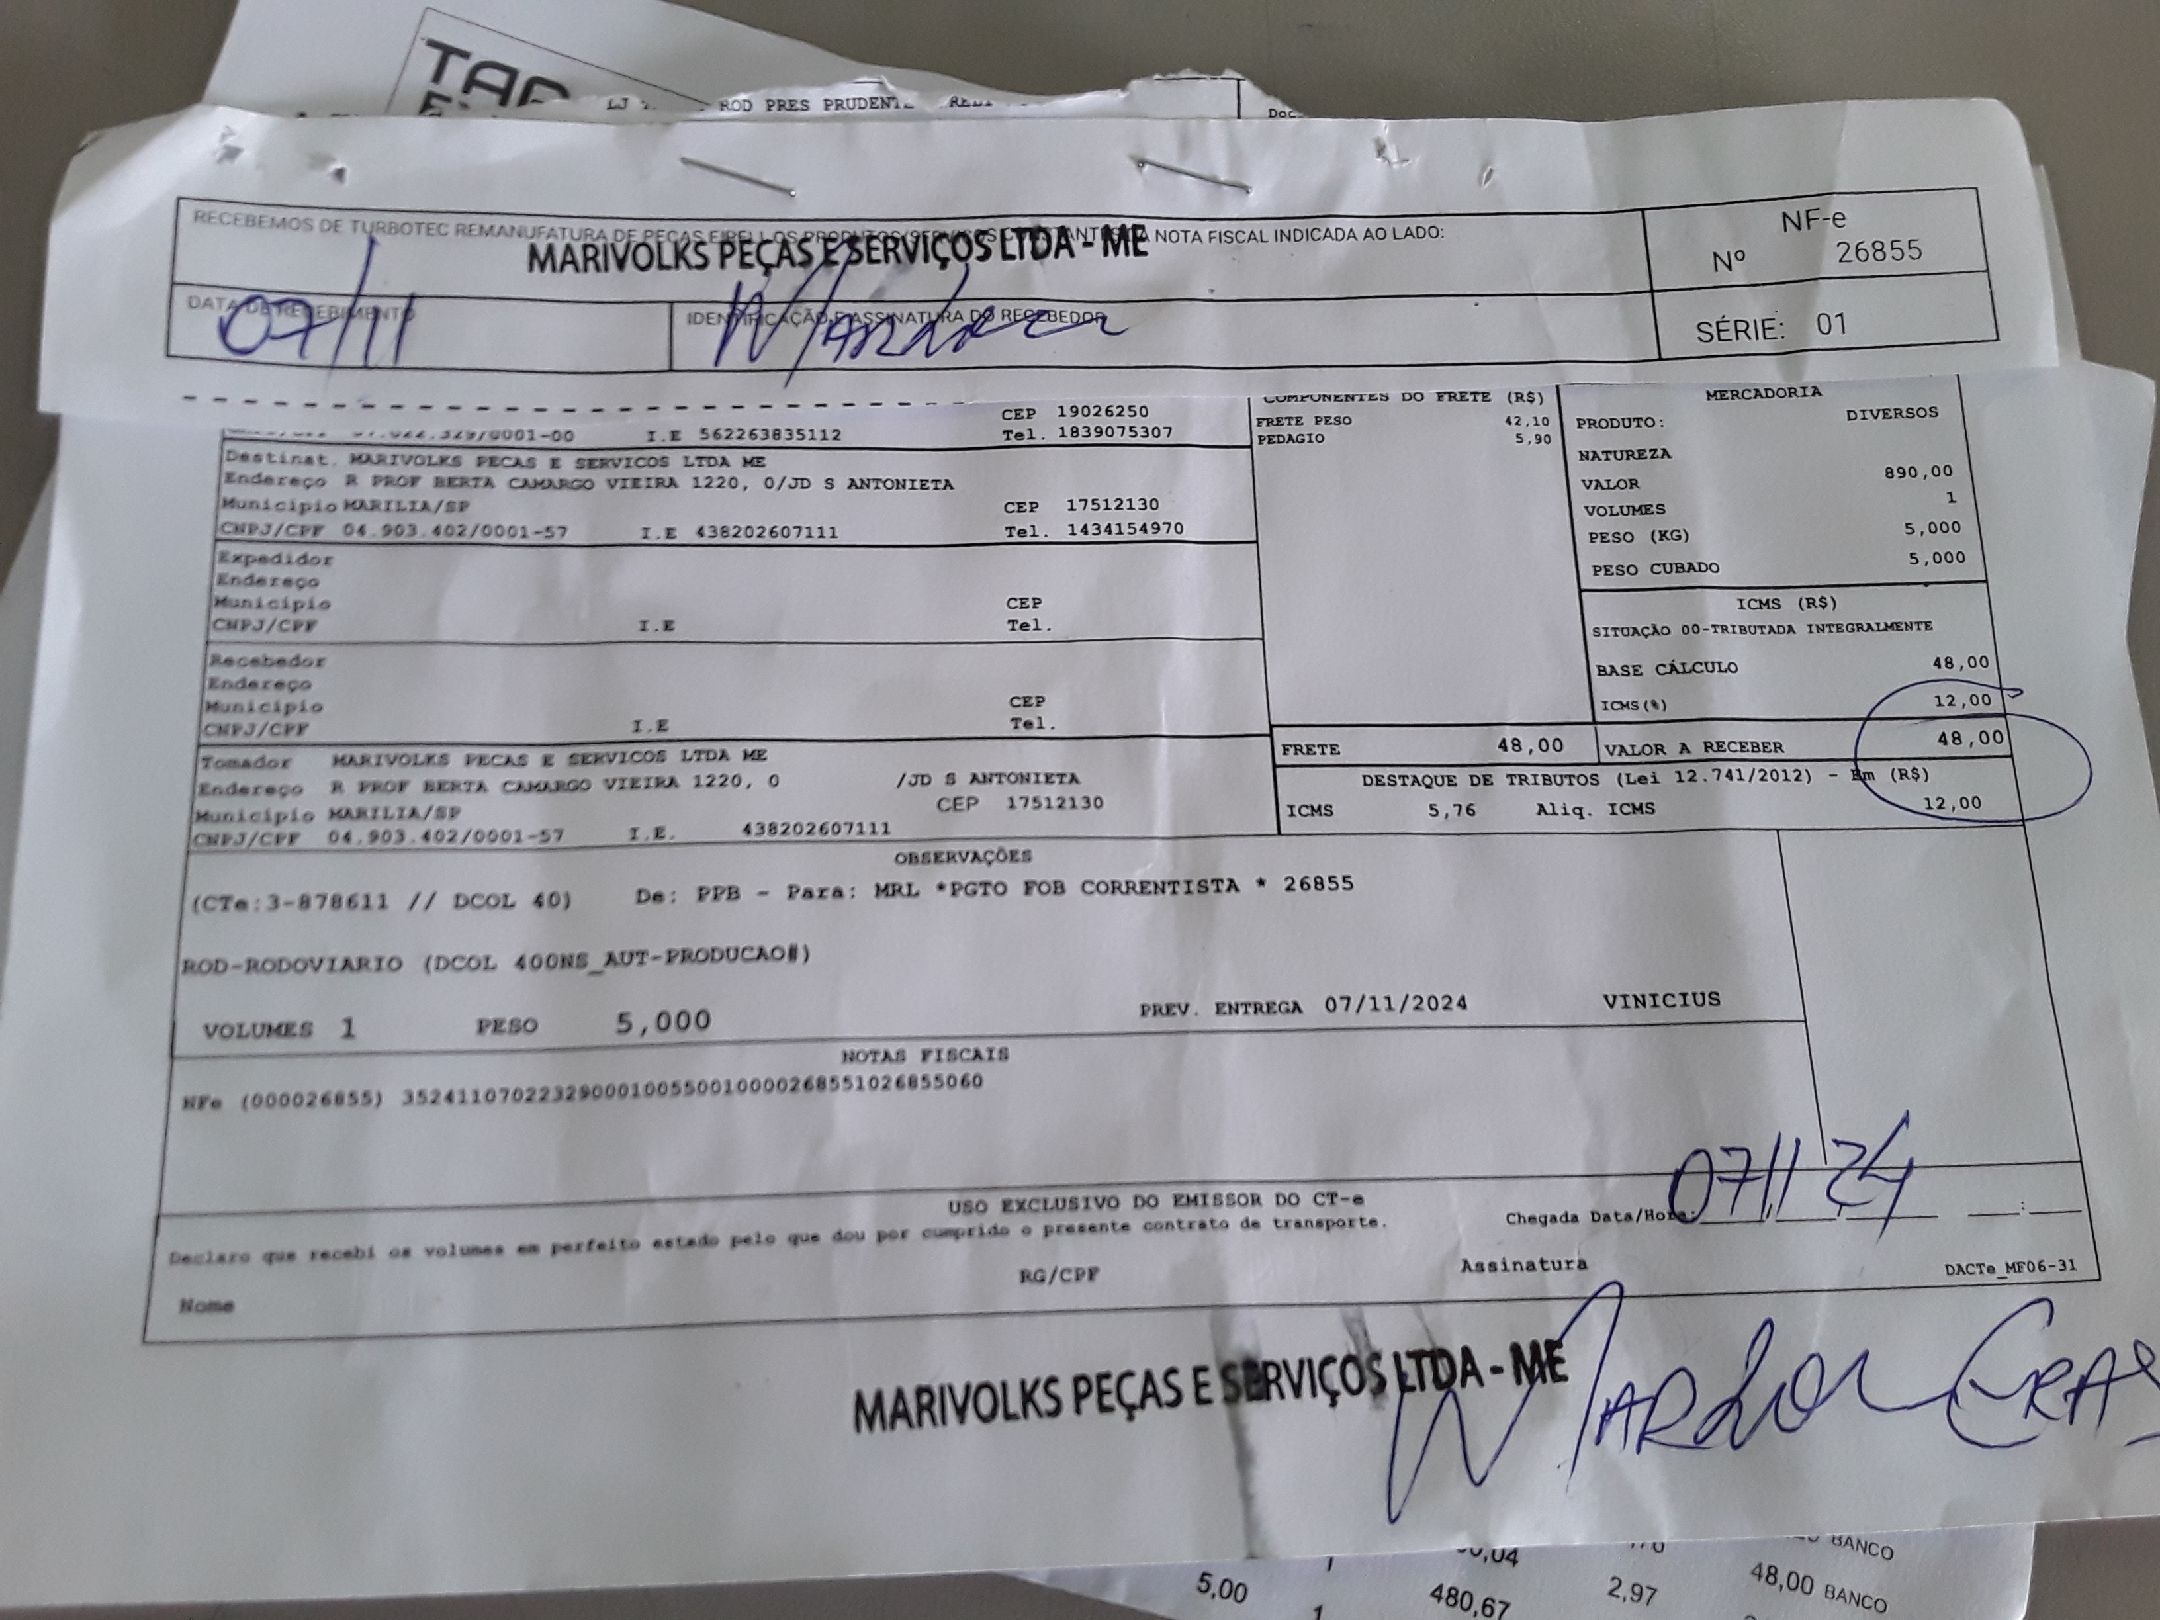 TAC
ROD PRES PRUDENT
Doc
RECEBEMOS DE TURBOTEC REMANUFATURA DE PEÇAS EIRELI OS PRODUTOS/SERVIÇOS CONSTANTES DA NOTA FISCAL INDICADA AO LADO:
MARIVOLKS PEÇAS E SERVIÇOS LTDA - ME
NF-e
Nº 26855
SÉRIE: 01
DATA DE RECEBIMENTO
07/11
IDENTIFICAÇÃO E ASSINATURA DO RECEBEDOR
CEP 19026250
I.E 562263835112 Tel. 1839075307
Destinat. MARIVOLKS PECAS E SERVICOS LTDA ME
Endereço R PROF BERTA CAMARGO VIEIRA 1220, 0/JD S ANTONIETA
Município MARILIA/SP CEP 17512130
CNPJ/CPF 04.903.402/0001-57 I.E 438202607111 Tel. 1434154970
Expedidor
Endereço
Município CEP
CNPJ/CPF I.E Tel.
Recebedor
Endereço
Município CEP
CNPJ/CPF I.E Tel.
Tomador MARIVOLKS PECAS E SERVICOS LTDA ME
Endereço R PROF BERTA CAMARGO VIEIRA 1220, 0 /JD S ANTONIETA
Município MARILIA/SP CEP 17512130
CNPJ/CPF 04.903.402/0001-57 I.E. 438202607111
COMPONENTES DO FRETE (R$)
FRETE PESO 42,10
PEDAGIO 5,90
MERCADORIA
PRODUTO: DIVERSOS
NATUREZA
VALOR 890,00
VOLUMES 1
PESO (KG) 5,000
PESO CUBADO 5,000
ICMS (R$)
SITUAÇÃO 00-TRIBUTADA INTEGRALMENTE
BASE CÁLCULO 48,00
ICMS(%) 12,00
FRETE 48,00 VALOR A RECEBER 48,00
DESTAQUE DE TRIBUTOS (Lei 12.741/2012) - Em (R$)
ICMS 5,76 Aliq. ICMS 12,00
OBSERVAÇÕES
(CTe:3-878611 // DCOL 40) De: PPB - Para: MRL *PGTO FOB CORRENTISTA * 26855
ROD-RODOVIARIO (DCOL 400NS_AUT-PRODUCAO#)
VOLUMES 1 PESO 5,000 PREV. ENTREGA 07/11/2024 VINICIUS
NOTAS FISCAIS
NFe (000026855) 35241107022329000100550010000268551026855060
USO EXCLUSIVO DO EMISSOR DO CT-e
Declaro que recebi os volumes em perfeito estado pelo que dou por cumprido o presente contrato de transporte.
Chegada Data/Hora: 07/11/24
Nome RG/CPF Assinatura DACTe_MF06-31
MARIVOLKS PEÇAS E SERVIÇOS LTDA - ME
BANCO
5,00 1 480,67 2,97 48,00 BANCO